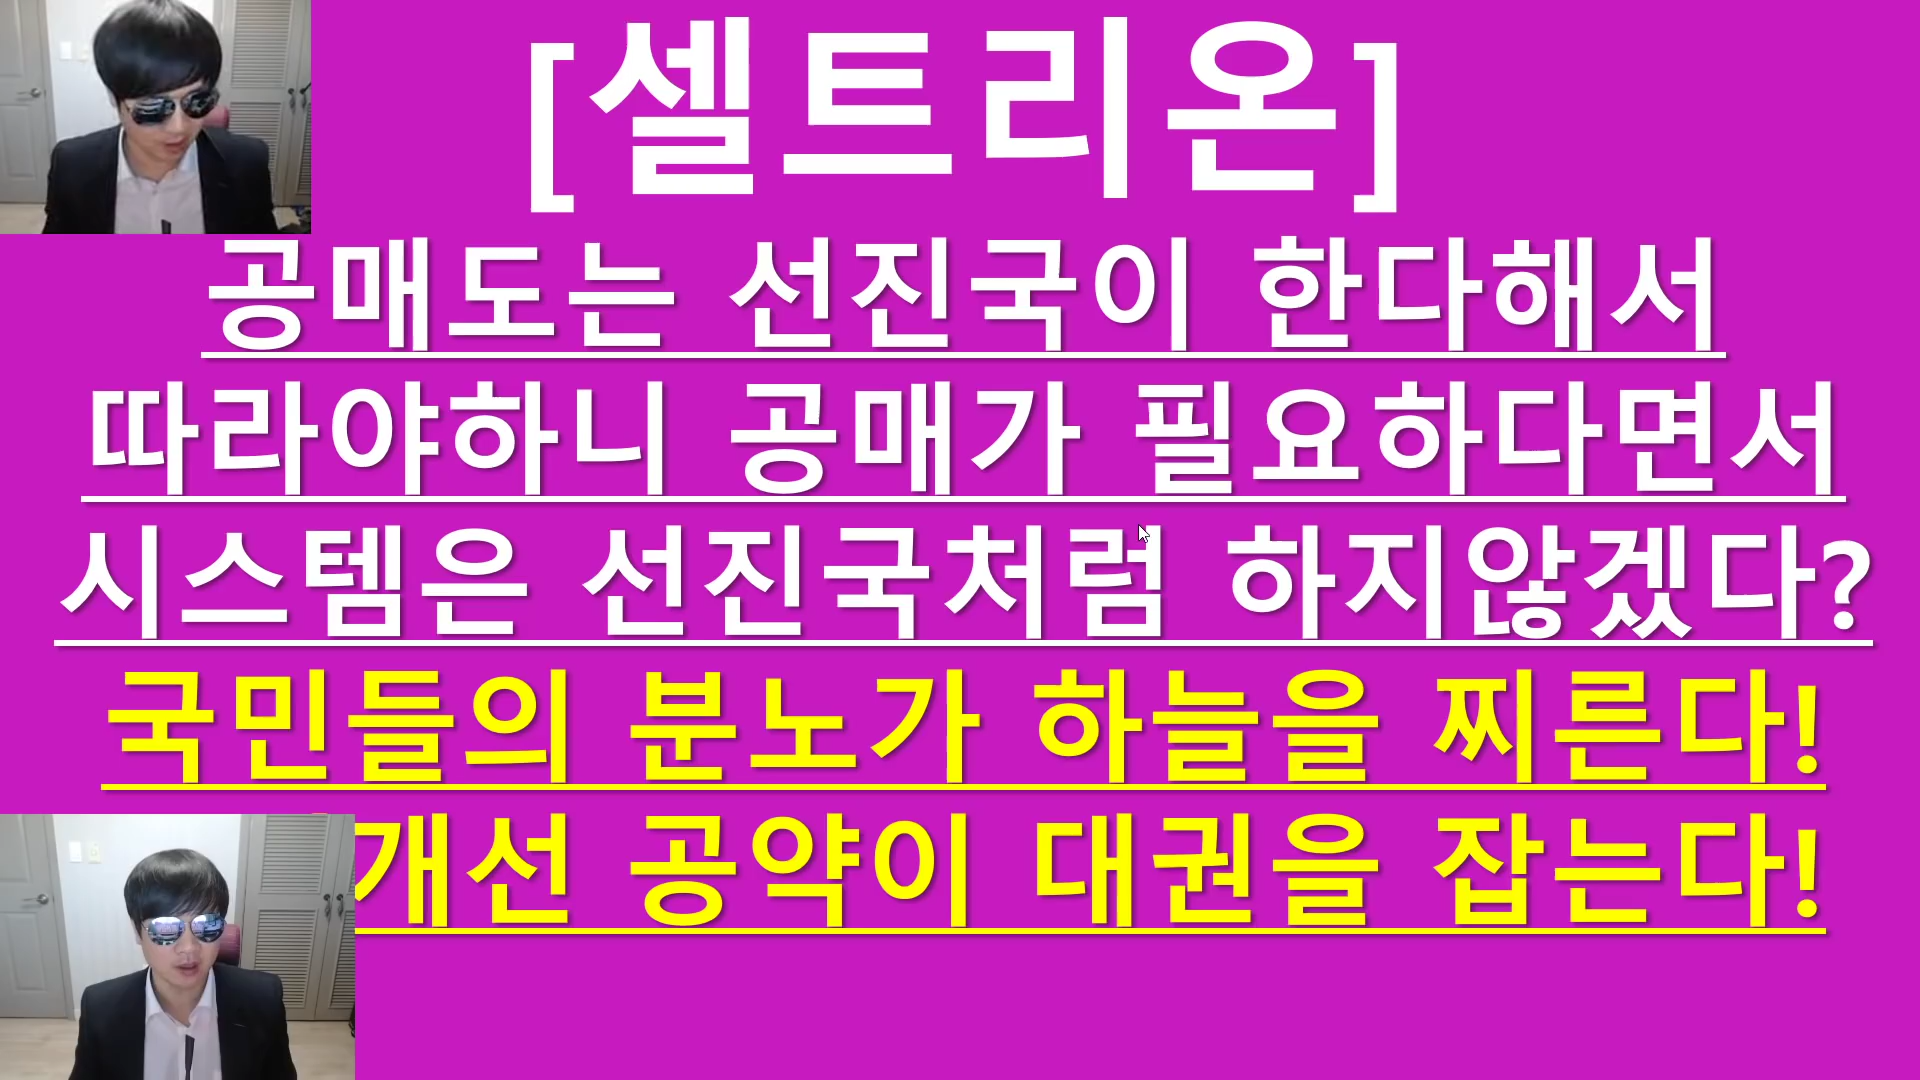 [셀트리온]
공매도는 선진국이 한다해서
따라야하니 공매가 필요하다면서
시스템은 선진국처럼 하지않겠다?
국민들의 분노가 하늘을 찌른다!
개선 공약이 대권을 잡는다!